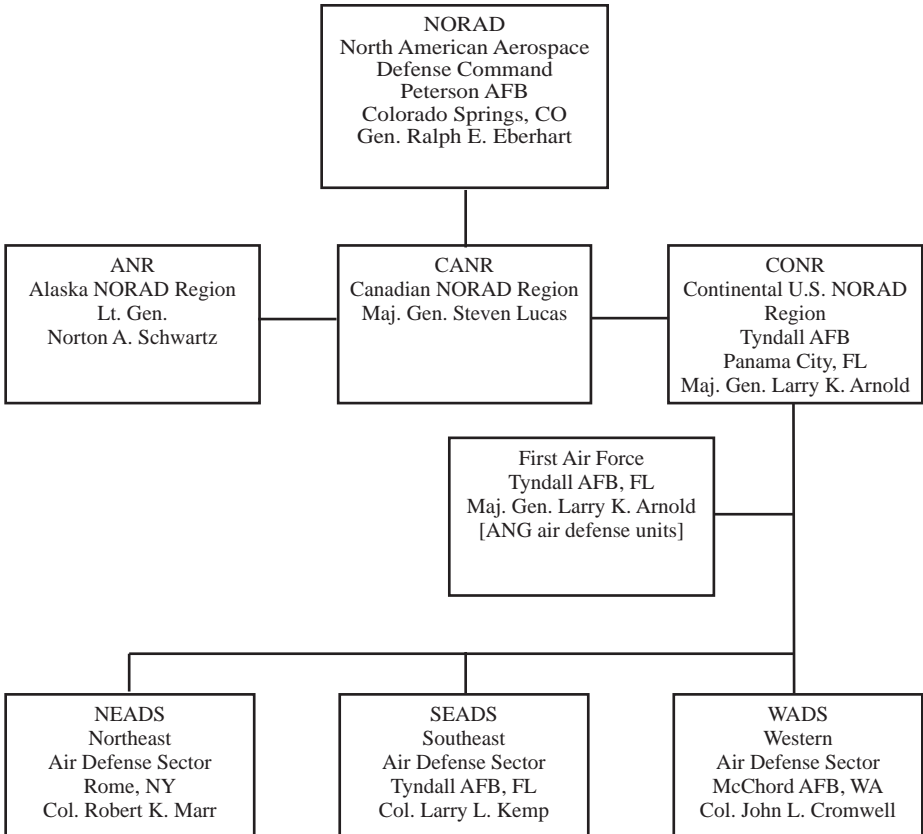 NORAD
North American Aerospace
Defense Command
Peterson AFB
Colorado Springs, CO
Gen. Ralph E. Eberhart
ANR
Alaska NORAD Region
Lt. Gen.
Norton A. Schwartz
CANR
Canadian NORAD Region
Maj. Gen. Steven Lucas
CONR
Continental U.S. NORAD
Region
Tyndall AFB
Panama City, FL
Maj. Gen. Larry K. Arnold
First Air Force
Tyndall AFB, FL
Maj. Gen. Larry K. Arnold
[ANG air defense units]
NEADS
Northeast
Air Defense Sector
Rome, NY
Col. Robert K. Marr
SEADS
Southeast
Air Defense Sector
Tyndall AFB, FL
Col. Larry L. Kemp
WADS
Western
Air Defense Sector
McChord AFB, WA
Col. John L. Cromwell